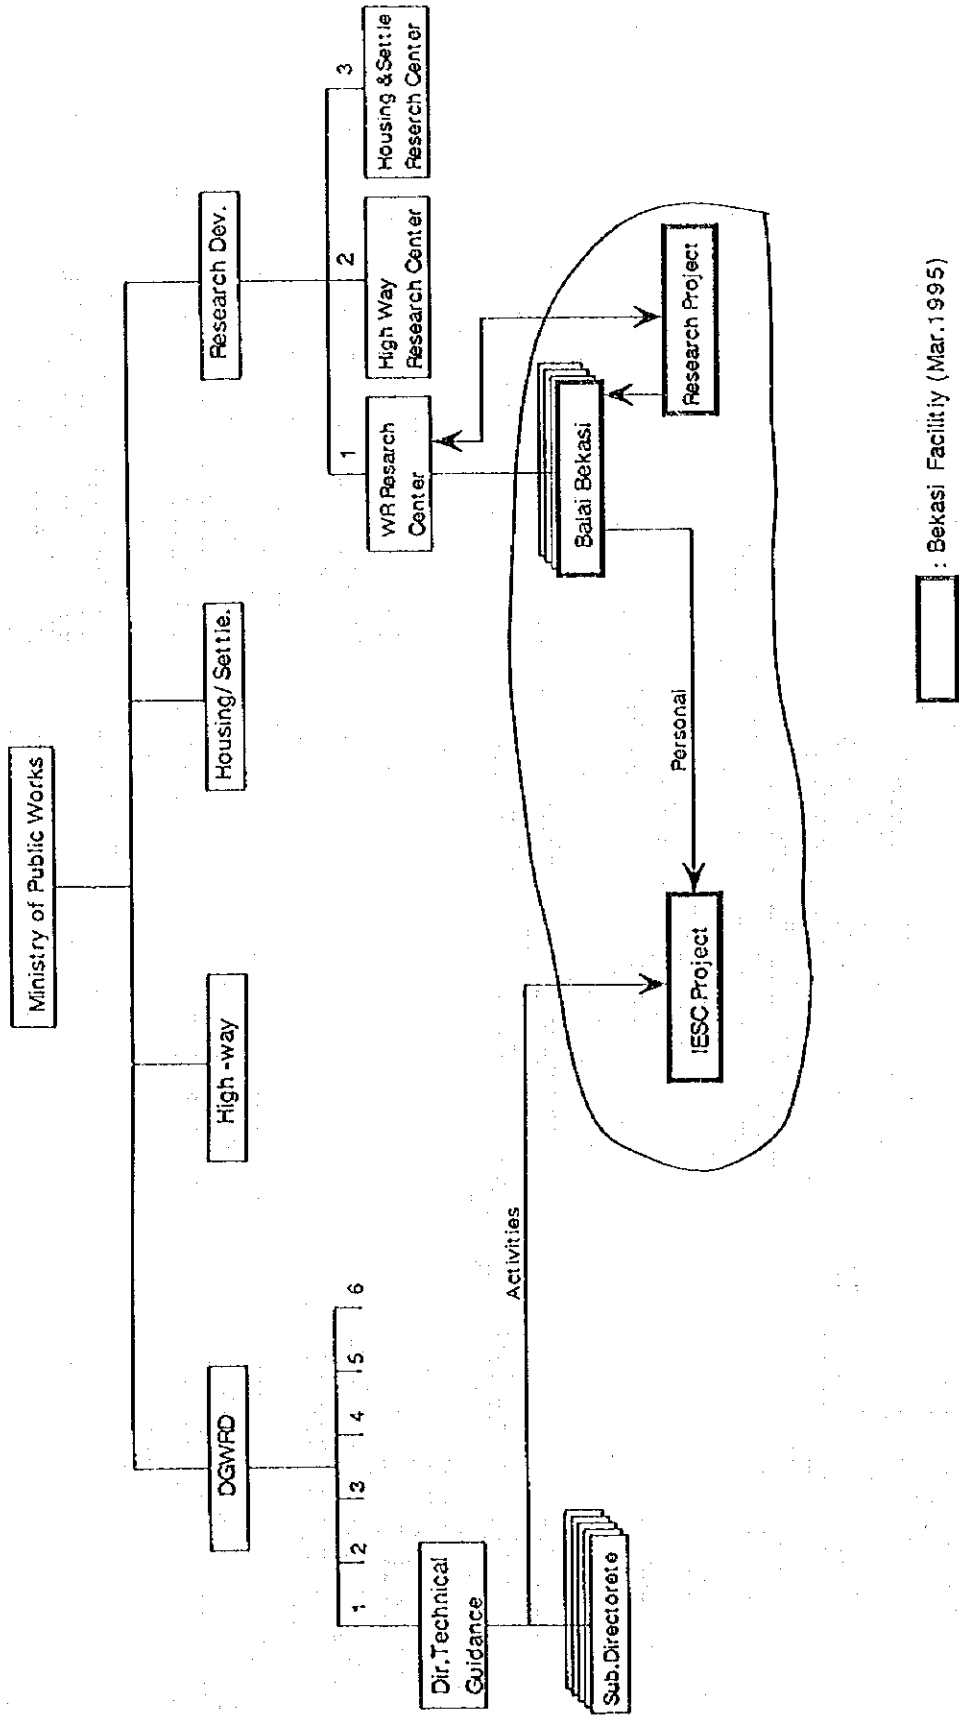 Ministry of Public Works
DGWRD
High-way
Housing/Settle.
Research Dev.
1
2
3
4
5
6
1
2
3
Dir.Technical
Guidance
WR Resarch
Center
High Way
Research Center
Housing &Settle
Reserch Center
Activities
Sub.Directorete
Balai Bekasi
Personal
IESC Project
Research Project
: Bekasi Facilitiy (Mar.1995)